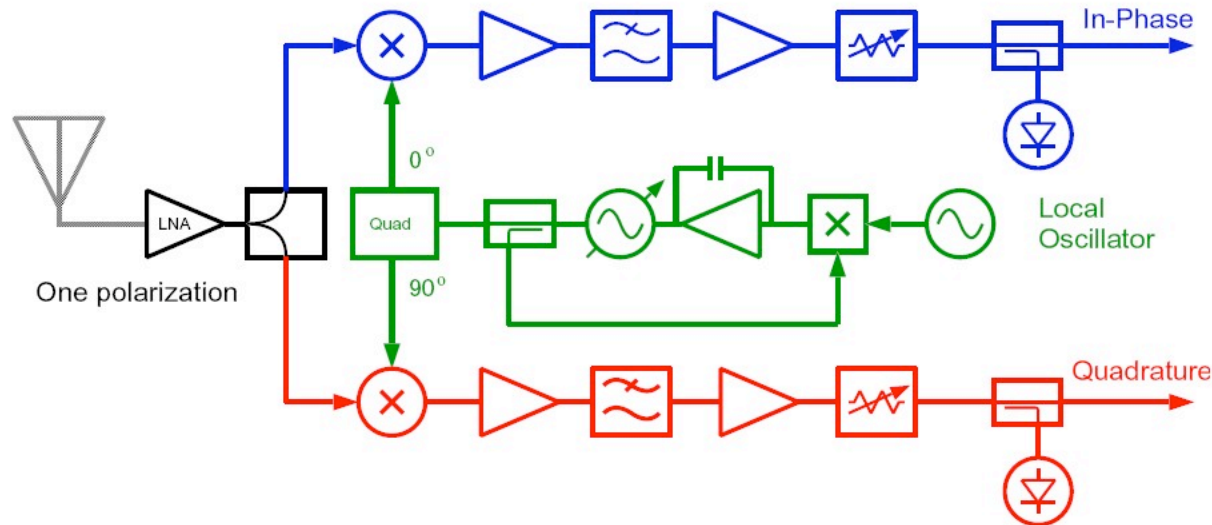 In-Phase
0°
LNA
Quad
Local
Oscillator
90°
One polarization
Quadrature